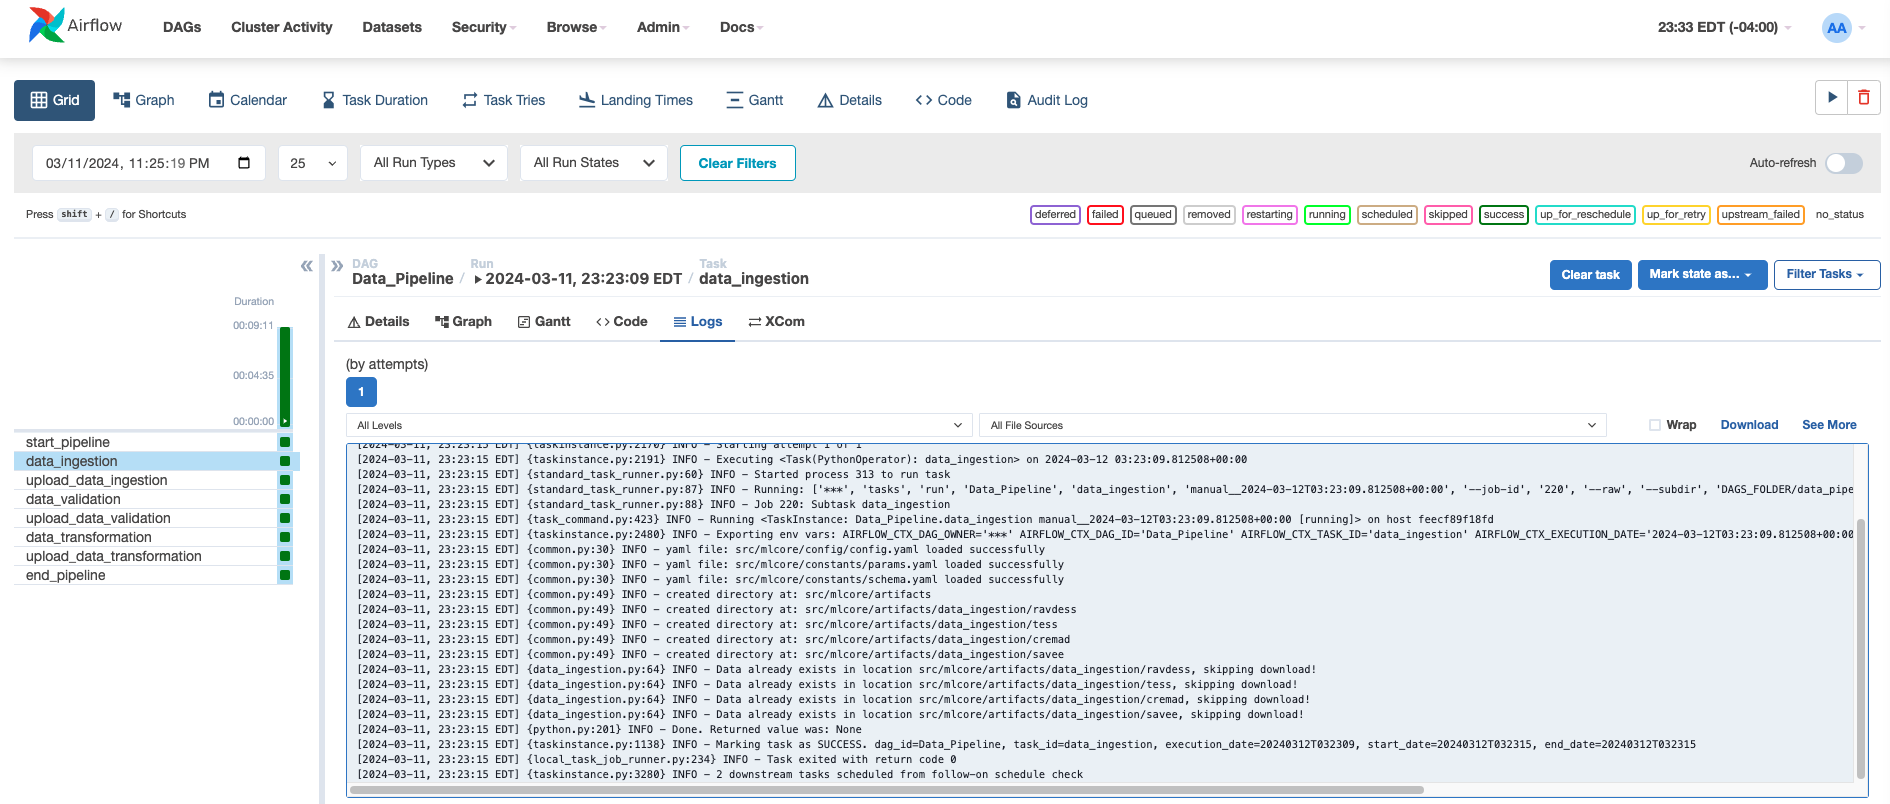 Airflow DAGs Cluster Activity Datasets Security Browse Admin Docs 23:33 EDT (-04:00) AA
Grid Graph Calendar Task Duration Task Tries Landing Times Gantt Details Code Audit Log
03/11/2024, 11:25:19 PM 25 All Run Types All Run States Clear Filters Auto-refresh
Press shift + / for Shortcuts deferred failed queued removed restarting running scheduled skipped success up_for_reschedule up_for_retry upstream_failed no_status
DAG Run Task
Data_Pipeline / 2024-03-11, 23:23:09 EDT / data_ingestion Clear task Mark state as... Filter Tasks
Duration
00:09:11
00:04:35
00:00:00
start_pipeline
data_ingestion
upload_data_ingestion
data_validation
upload_data_validation
data_transformation
upload_data_transformation
end_pipeline
Details Graph Gantt Code Logs XCom
(by attempts)
1
All Levels All File Sources Wrap Download See More
[2024-03-11, 23:23:15 EDT] {taskinstance.py:2170} INFO - Starting attempt 1 of 1
[2024-03-11, 23:23:15 EDT] {taskinstance.py:2191} INFO - Executing <Task(PythonOperator): data_ingestion> on 2024-03-12 03:23:09.812508+00:00
[2024-03-11, 23:23:15 EDT] {standard_task_runner.py:60} INFO - Started process 313 to run task
[2024-03-11, 23:23:15 EDT] {standard_task_runner.py:87} INFO - Running: ['***', 'tasks', 'run', 'Data_Pipeline', 'data_ingestion', 'manual__2024-03-12T03:23:09.812508+00:00', '--job-id', '220', '--raw', '--subdir', 'DAGS_FOLDER/data_pipe
[2024-03-11, 23:23:15 EDT] {standard_task_runner.py:88} INFO - Job 220: Subtask data_ingestion
[2024-03-11, 23:23:15 EDT] {task_command.py:423} INFO - Running <TaskInstance: Data_Pipeline.data_ingestion manual__2024-03-12T03:23:09.812508+00:00 [running]> on host feecf89f18fd
[2024-03-11, 23:23:15 EDT] {taskinstance.py:2480} INFO - Exporting env vars: AIRFLOW_CTX_DAG_OWNER='***' AIRFLOW_CTX_DAG_ID='Data_Pipeline' AIRFLOW_CTX_TASK_ID='data_ingestion' AIRFLOW_CTX_EXECUTION_DATE='2024-03-12T03:23:09.812508+00:00
[2024-03-11, 23:23:15 EDT] {common.py:30} INFO - yaml file: src/mlcore/config/config.yaml loaded successfully
[2024-03-11, 23:23:15 EDT] {common.py:30} INFO - yaml file: src/mlcore/constants/params.yaml loaded successfully
[2024-03-11, 23:23:15 EDT] {common.py:30} INFO - yaml file: src/mlcore/constants/schema.yaml loaded successfully
[2024-03-11, 23:23:15 EDT] {common.py:49} INFO - created directory at: src/mlcore/artifacts
[2024-03-11, 23:23:15 EDT] {common.py:49} INFO - created directory at: src/mlcore/artifacts/data_ingestion/ravdess
[2024-03-11, 23:23:15 EDT] {common.py:49} INFO - created directory at: src/mlcore/artifacts/data_ingestion/tess
[2024-03-11, 23:23:15 EDT] {common.py:49} INFO - created directory at: src/mlcore/artifacts/data_ingestion/cremad
[2024-03-11, 23:23:15 EDT] {common.py:49} INFO - created directory at: src/mlcore/artifacts/data_ingestion/savee
[2024-03-11, 23:23:15 EDT] {data_ingestion.py:64} INFO - Data already exists in location src/mlcore/artifacts/data_ingestion/ravdess, skipping download!
[2024-03-11, 23:23:15 EDT] {data_ingestion.py:64} INFO - Data already exists in location src/mlcore/artifacts/data_ingestion/tess, skipping download!
[2024-03-11, 23:23:15 EDT] {data_ingestion.py:64} INFO - Data already exists in location src/mlcore/artifacts/data_ingestion/cremad, skipping download!
[2024-03-11, 23:23:15 EDT] {data_ingestion.py:64} INFO - Data already exists in location src/mlcore/artifacts/data_ingestion/savee, skipping download!
[2024-03-11, 23:23:15 EDT] {python.py:201} INFO - Done. Returned value was: None
[2024-03-11, 23:23:15 EDT] {taskinstance.py:1138} INFO - Marking task as SUCCESS. dag_id=Data_Pipeline, task_id=data_ingestion, execution_date=20240312T032309, start_date=20240312T032315, end_date=20240312T032315
[2024-03-11, 23:23:15 EDT] {local_task_job_runner.py:234} INFO - Task exited with return code 0
[2024-03-11, 23:23:15 EDT] {taskinstance.py:3280} INFO - 2 downstream tasks scheduled from follow-on schedule check